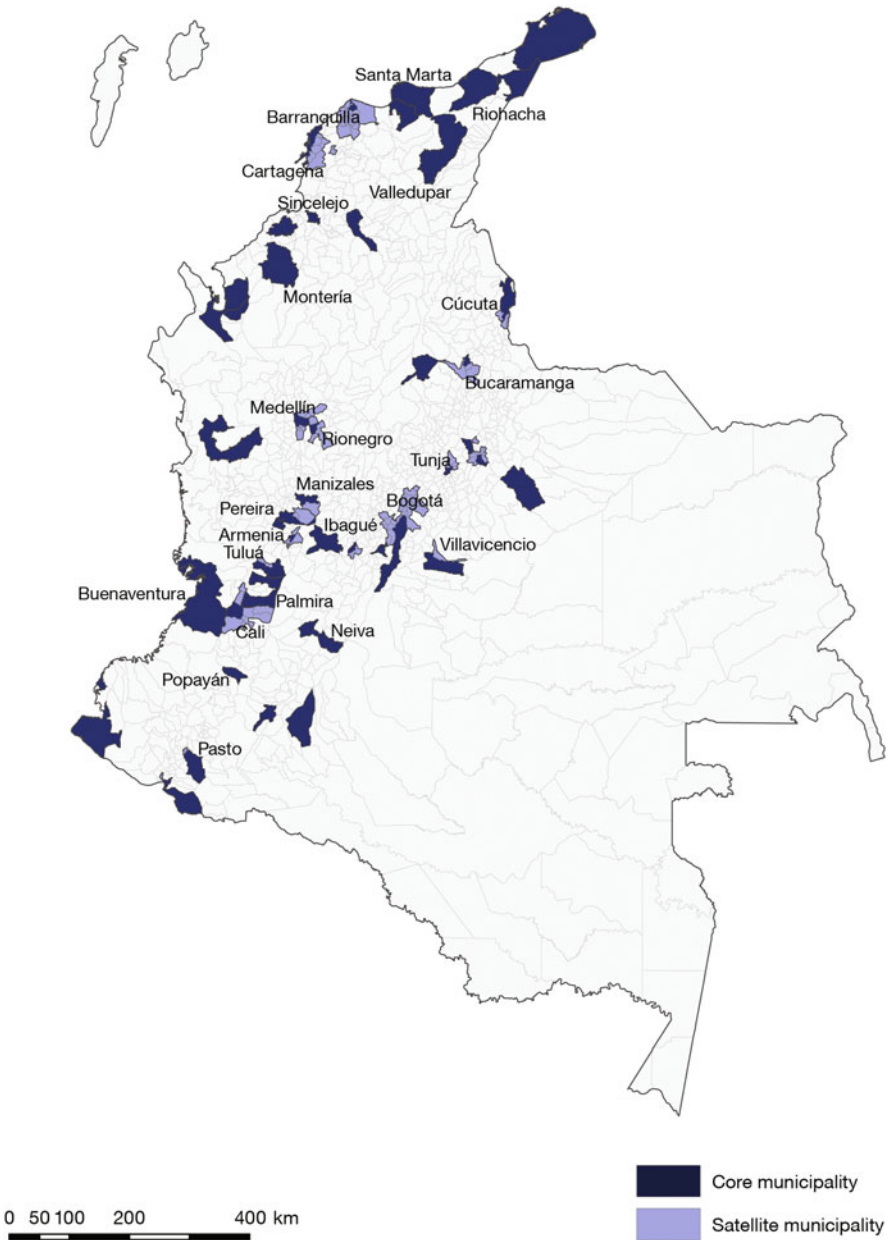 Santa Marta
Riohacha
Barranquilla
Cartagena
Valledupar
Sincelejo
Montería
Cúcuta
Bucaramanga
Medellín
Rionegro
Tunja
Manizales
Bogotá
Pereira
Ibagué
Armenia
Tuluá
Villavicencio
Buenaventura
Palmira
Cali
Neiva
Popayán
Pasto
Core municipality
0 50 100 200 400 km
Satellite municipality